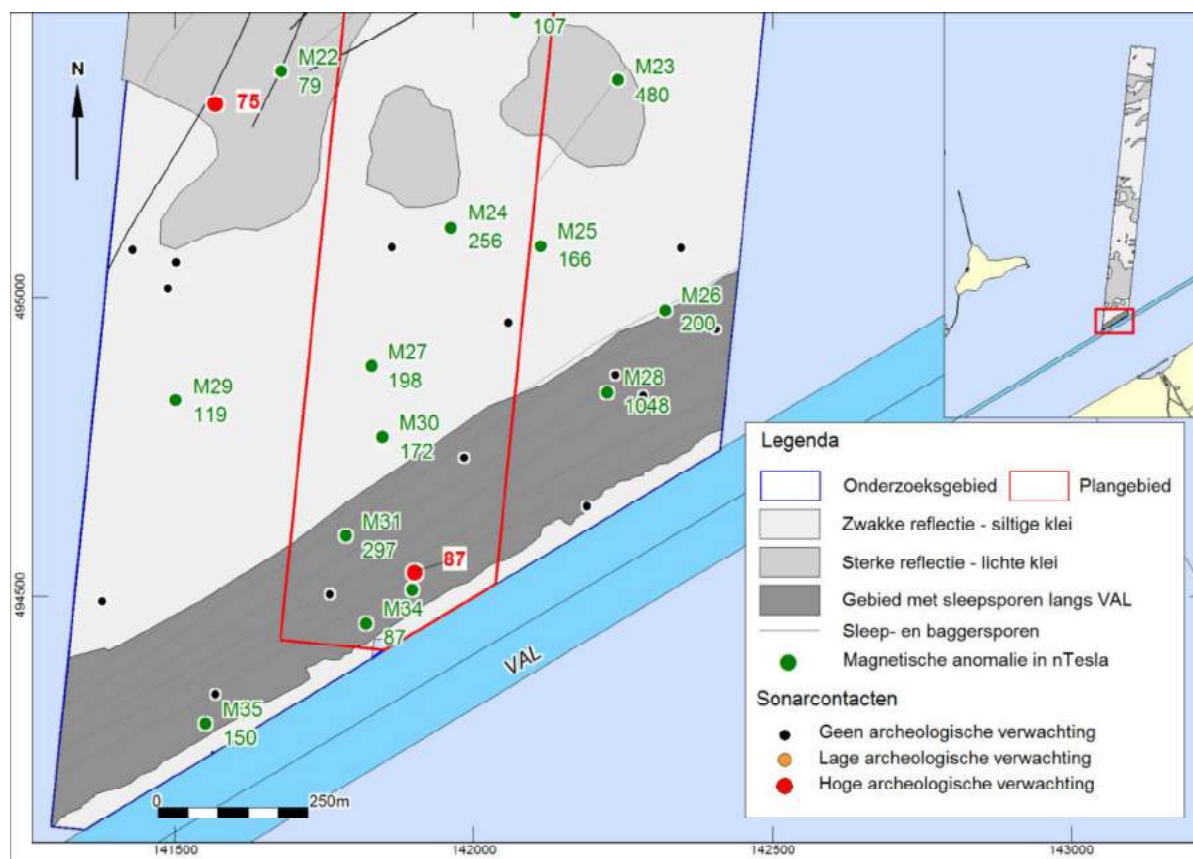 107
M22
79
M23
480
N
75
M24
256
M25
166
495000
M26
200
M27
198
M29
119
M28
1048
M30
172
M31
297
87
494500
M34
87
VAL
M35
150
0
250m
141500
142000
142500
143000
Legenda
Onderzoeksgebied
Plangebied
Zwakke reflectie - siltige klei
Sterke reflectie - lichte klei
Gebied met sleepsporen langs VAL
Sleep- en baggersporen
Magnetische anomalie in nTesla
Sonarcontacten
Geen archeologische verwachting
Lage archeologische verwachting
Hoge archeologische verwachting